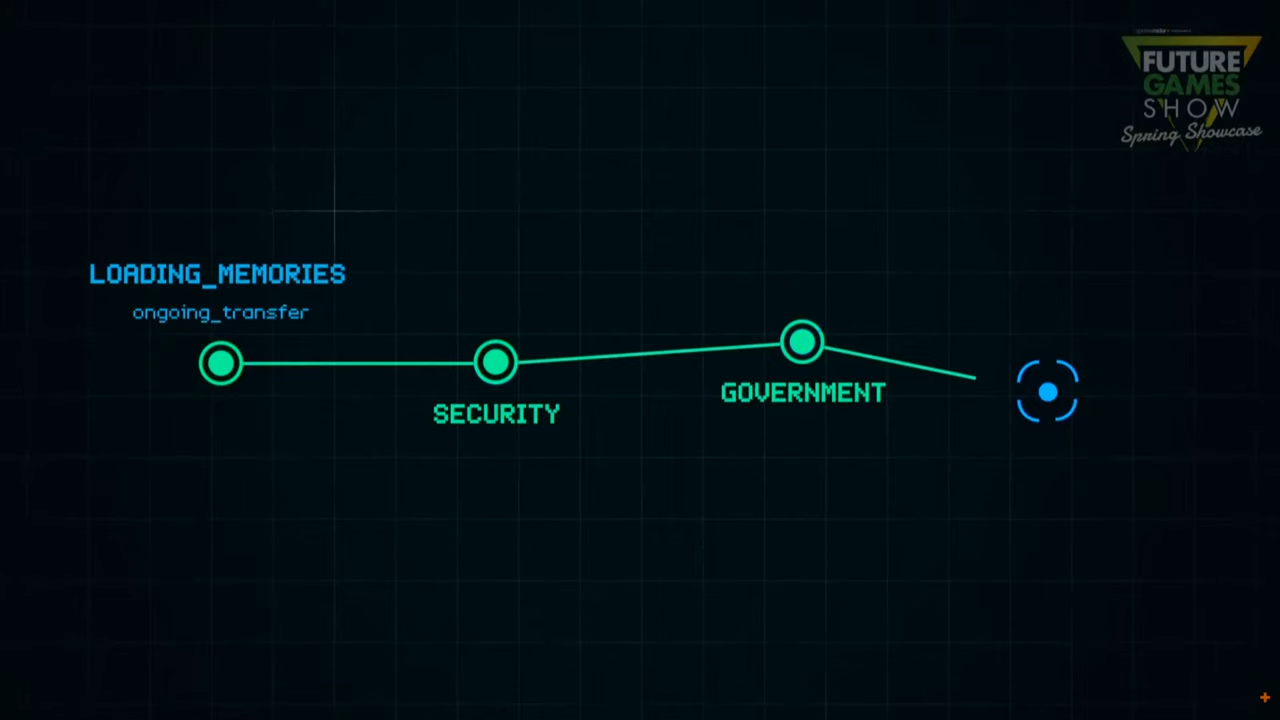 FUTURE
GAMES
SHOW
Spring Showcase
LOADING_MEMORIES
ongoing_transfer
SECURITY
GOVERNMENT